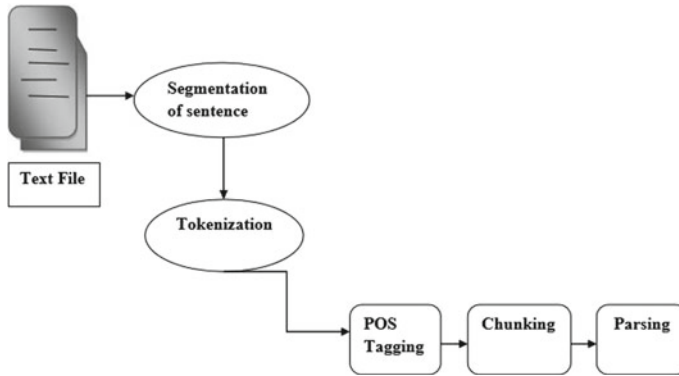 Segmentation
of sentence
Text File
Tokenization
POS
Tagging
Chunking
Parsing